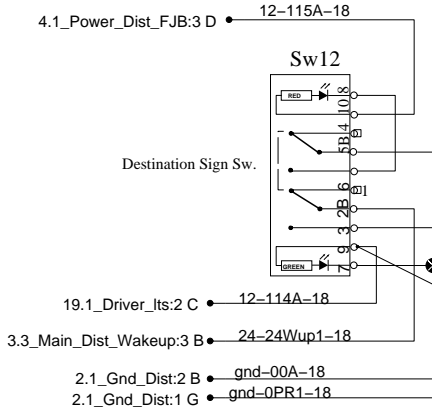 4.1_Power_Dist_FJB:3 D
12-115A-18
Sw12
RED
8
10
4
5B
Destination Sign Sw.
6
1
2B
3
9
GREEN
7
19.1_Driver_lts:2 C
12-114A-18
3.3_Main_Dist_Wakeup:3 B
24-24Wup1-18
2.1_Gnd_Dist:2 B
gnd-00A-18
2.1_Gnd_Dist:1 G
gnd-0PR1-18